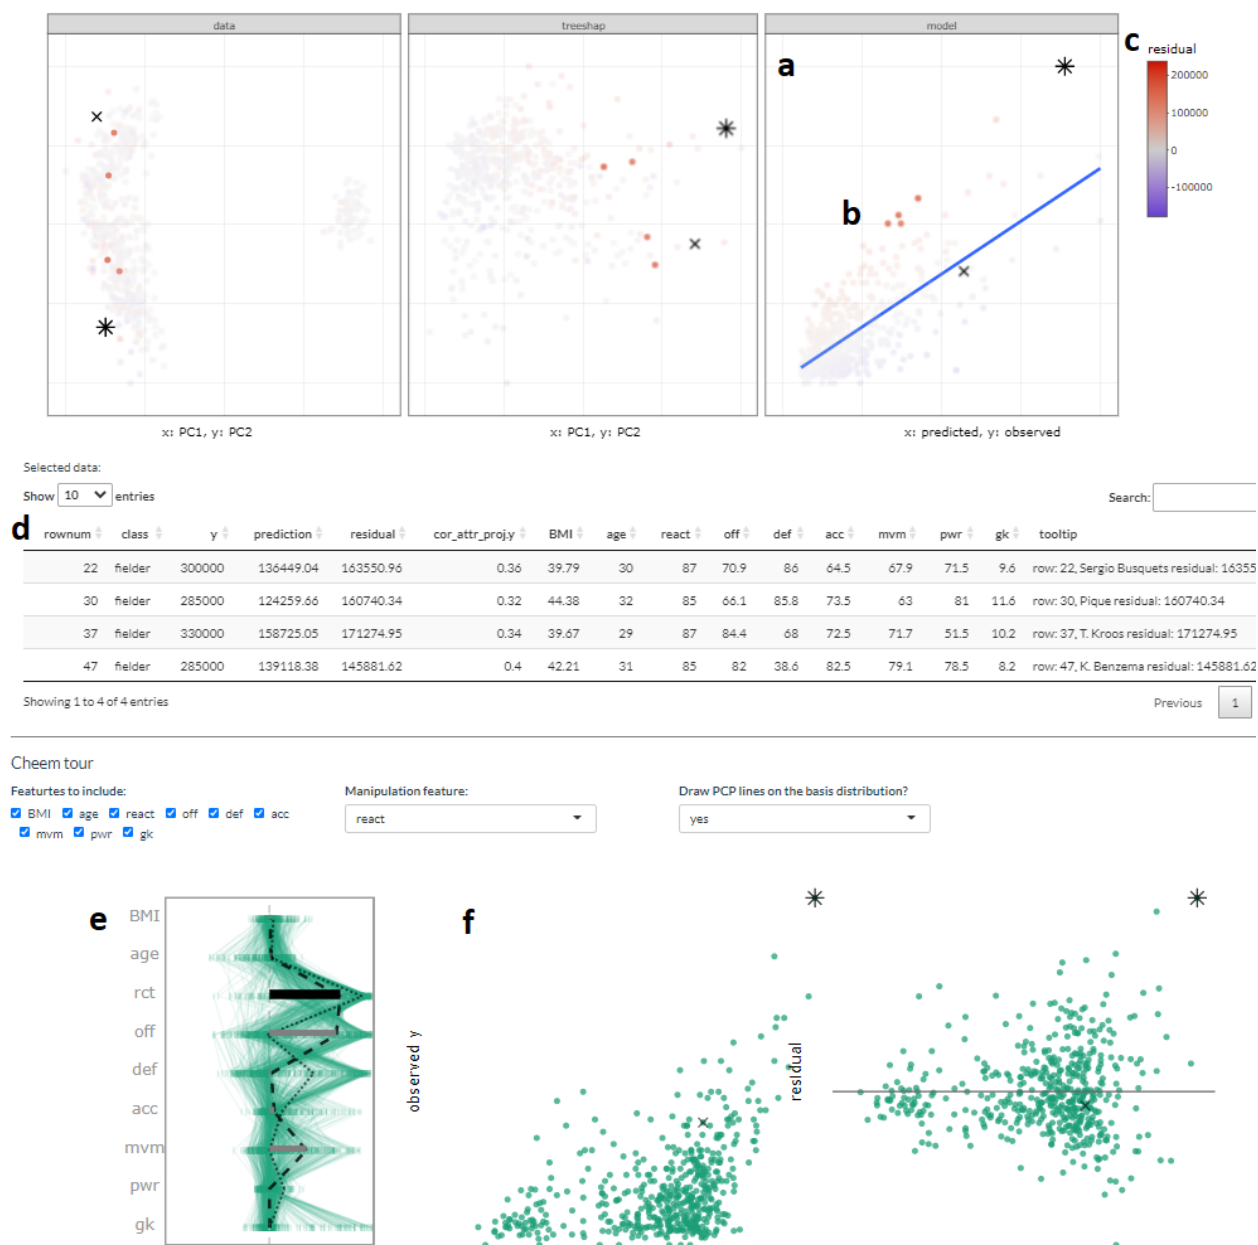 data treeshap model
a
c residual
200000
100000
0
-100000
b
x: PC1, y: PC2 x: PC1, y: PC2 x: predicted, y: observed
Selected data:
Show 10 entries Search:
d rownum class y prediction residual cor_attr_proj.y BMI age react off def acc mvm pwr gk tooltip
22 fielder 300000 136449.04 163550.96 0.36 39.79 30 87 70.9 86 64.5 67.9 71.5 9.6 row: 22, Sergio Busquets residual: 16355
30 fielder 285000 124259.66 160740.34 0.32 44.38 32 85 66.1 85.8 73.5 63 81 11.6 row: 30, Pique residual: 160740.34
37 fielder 330000 158725.05 171274.95 0.34 39.67 29 87 84.4 68 72.5 71.7 51.5 10.2 row: 37, T. Kroos residual: 171274.95
47 fielder 285000 139118.38 145881.62 0.4 42.21 31 85 82 38.6 82.5 79.1 78.5 8.2 row: 47, K. Benzema residual: 145881.62
Showing 1 to 4 of 4 entries Previous 1
Cheem tour
Featurtes to include: Manipulation feature: Draw PCP lines on the basis distribution?
BMI age react off def acc
mvm pwr gk
react yes
e f
BMI
age
rct
off
def
acc
mvm
pwr
gk
observed y
residual